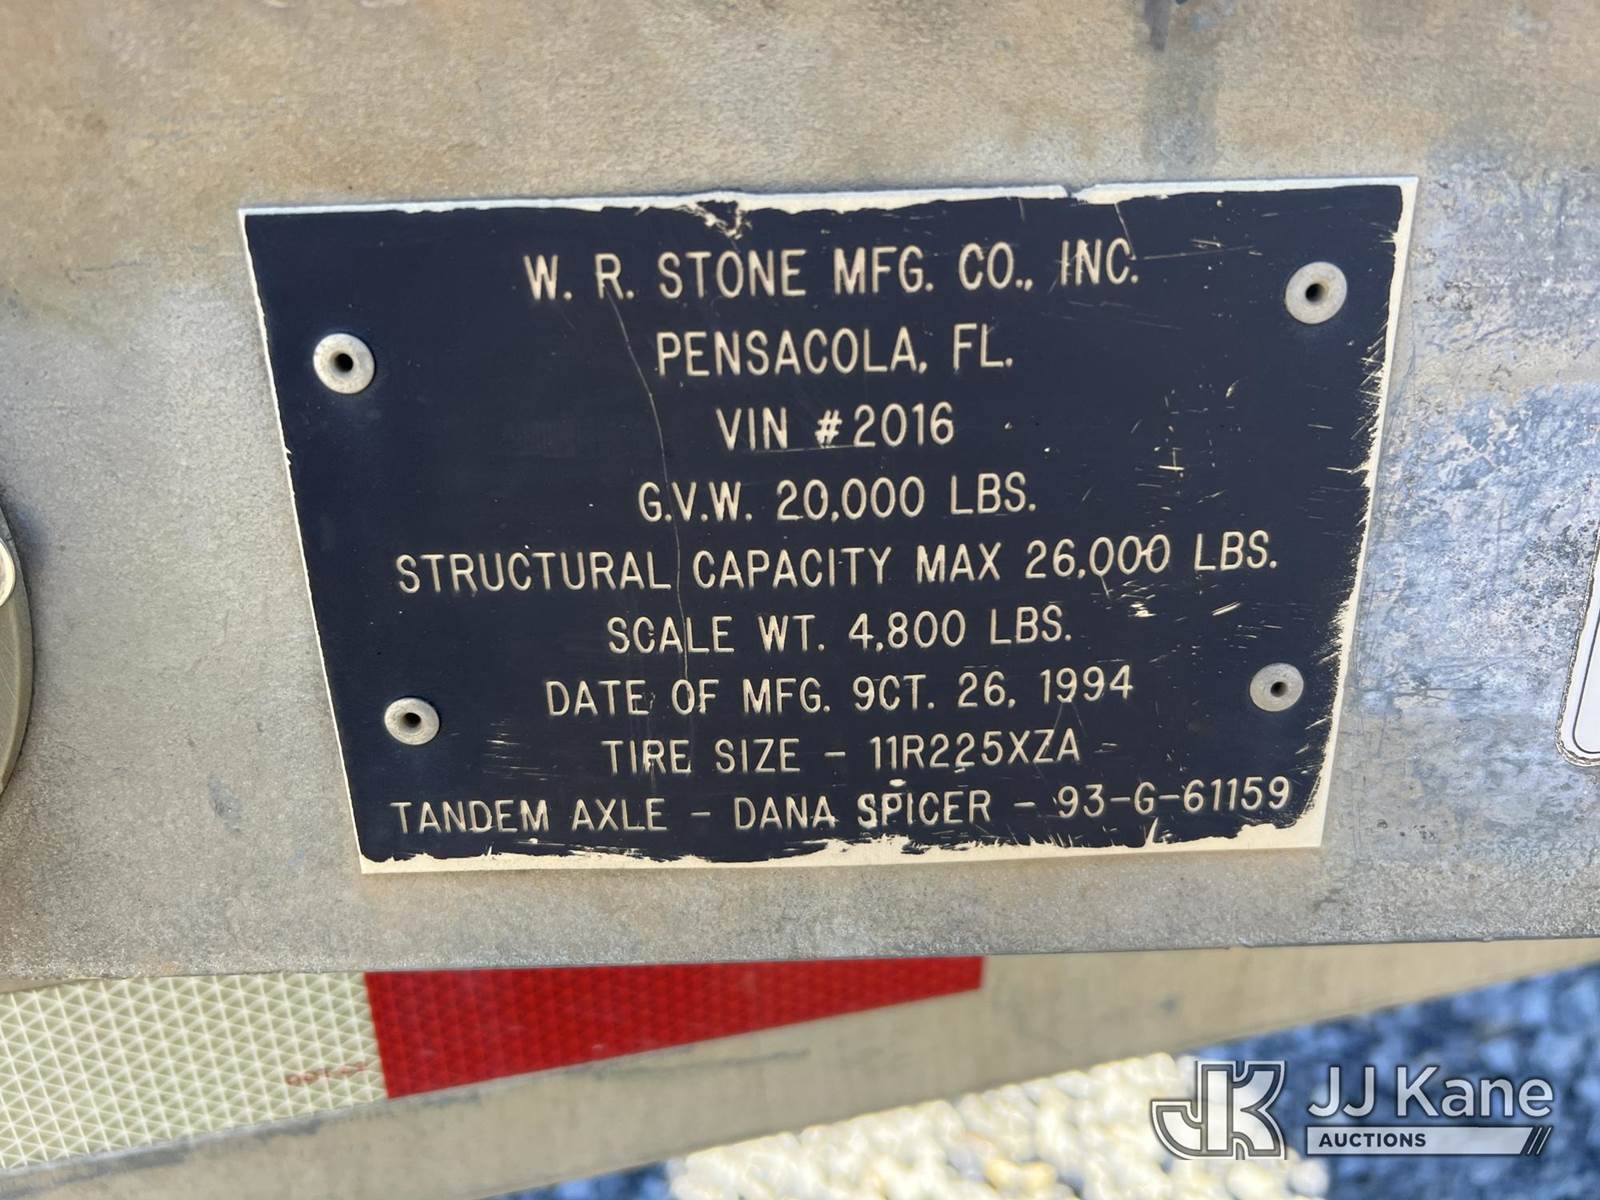 W. R. STONE MFG. CO., INC.
PENSACOLA, FL.
VIN #2016
G.V.W. 20,000 LBS.
STRUCTURAL CAPACITY MAX 26,000 LBS.
SCALE WT. 4,800 LBS.
DATE OF MFG. 9CT. 26, 1994
TIRE SIZE - 11R225XZA
TANDEM AXLE - DANA SPICER - 93-G-61159
JK JJ Kane
AUCTIONS